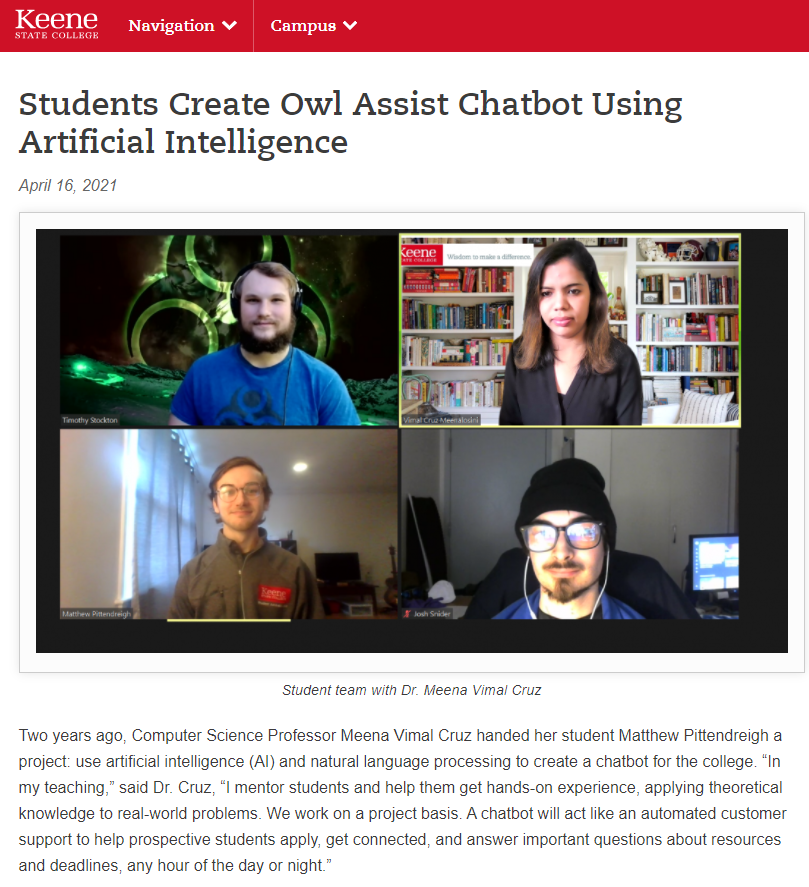 Keene
STATE COLLEGE
Navigation
Campus
Students Create Owl Assist Chatbot Using
Artificial Intelligence
April 16, 2021
Keene
STATE COLLEGE
Wisdom to make a difference.
Timothy Stockton
Vimal Cruz Meenalosini
Keene
Matthew Pittendreigh
Josh Snider
Student team with Dr. Meena Vimal Cruz
Two years ago, Computer Science Professor Meena Vimal Cruz handed her student Matthew Pittendreigh a
project: use artificial intelligence (AI) and natural language processing to create a chatbot for the college. “In
my teaching,” said Dr. Cruz, “I mentor students and help them get hands-on experience, applying theoretical
knowledge to real-world problems. We work on a project basis. A chatbot will act like an automated customer
support to help prospective students apply, get connected, and answer important questions about resources
and deadlines, any hour of the day or night.”